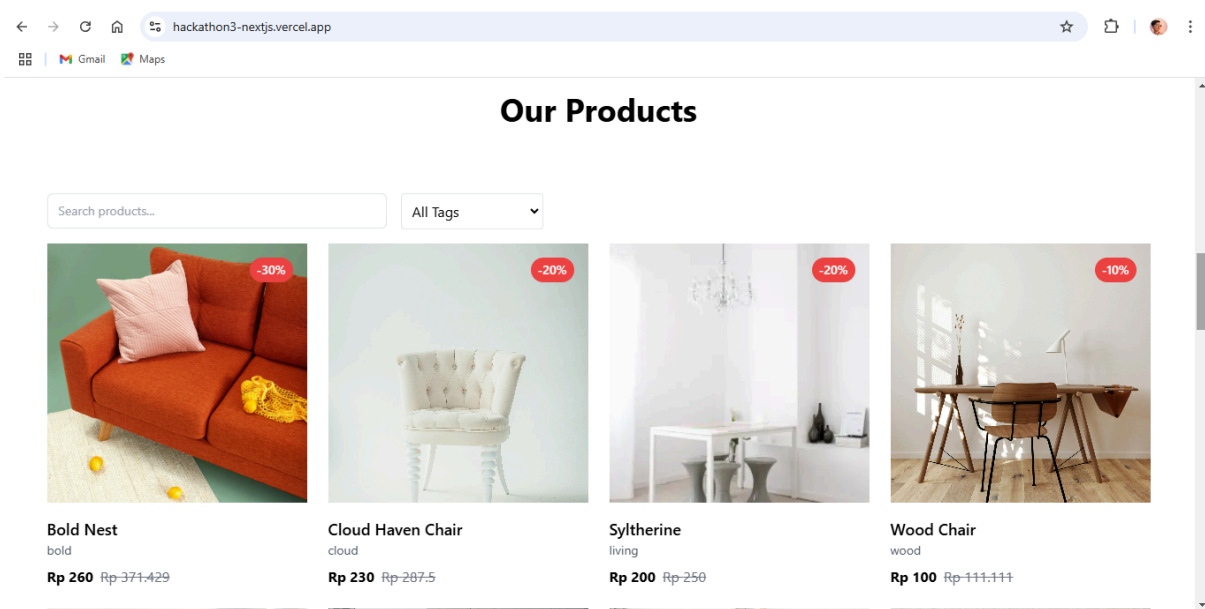 hackathon3-nextjs.vercel.app
Gmail Maps
Our Products
Search products... All Tags
-30% -20% -20% -10%
Bold Nest Cloud Haven Chair Syltherine Wood Chair
bold cloud living wood
Rp 260 Rp 371.429 Rp 230 Rp 287.5 Rp 200 Rp 250 Rp 100 Rp 111.111